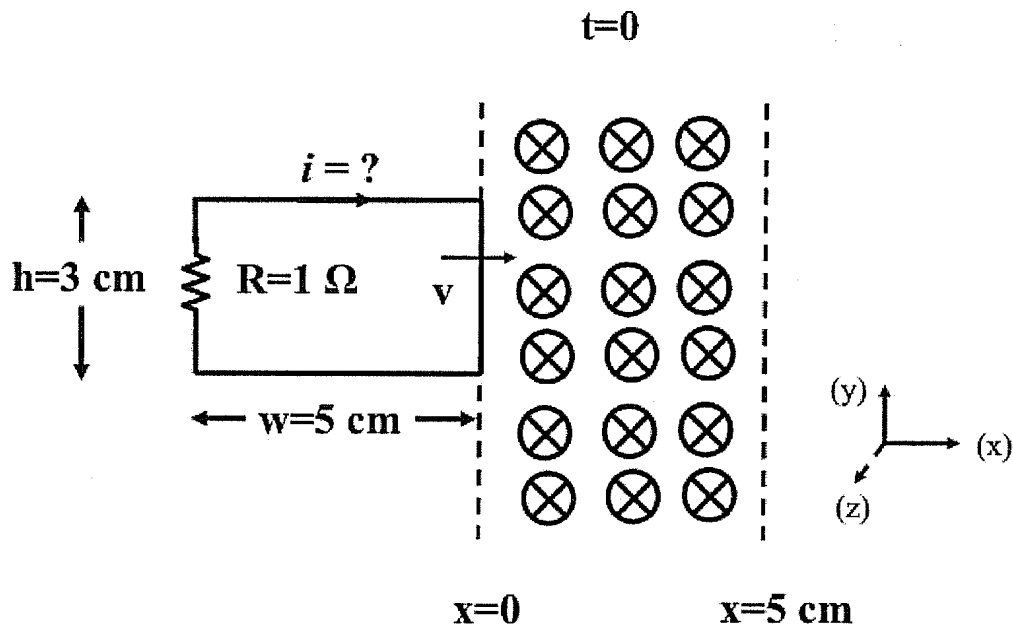 t=0
i = ?
h=3 cm
R=1 Ω
v
w=5 cm
(y)
(x)
(z)
x=0
x=5 cm